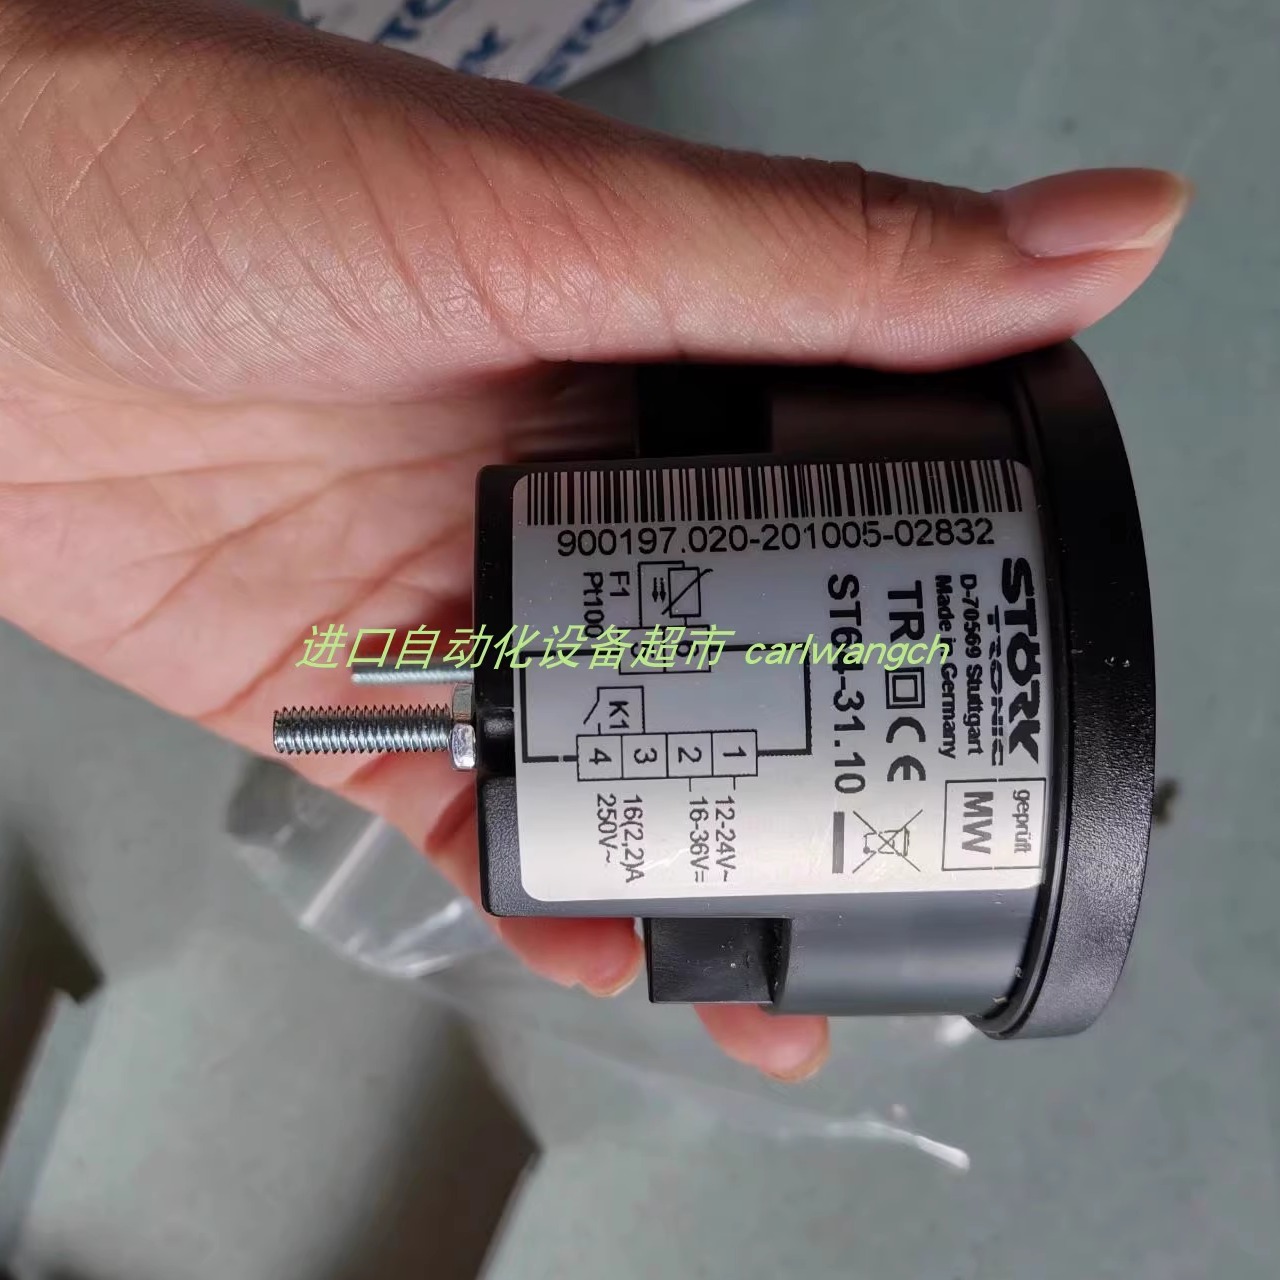 STÖRK
TRONIC
D-70569 Stuttgart
Made in Germany
geprüft
MW
TR CE
ST64-31.10
12-24V~
16-36V=
16(2,2)A
250V~
1
2
3
4
K1
F1
Pt100
900197.020-201005-02832
进口自动化设备超市 carlwangch
STÖRK